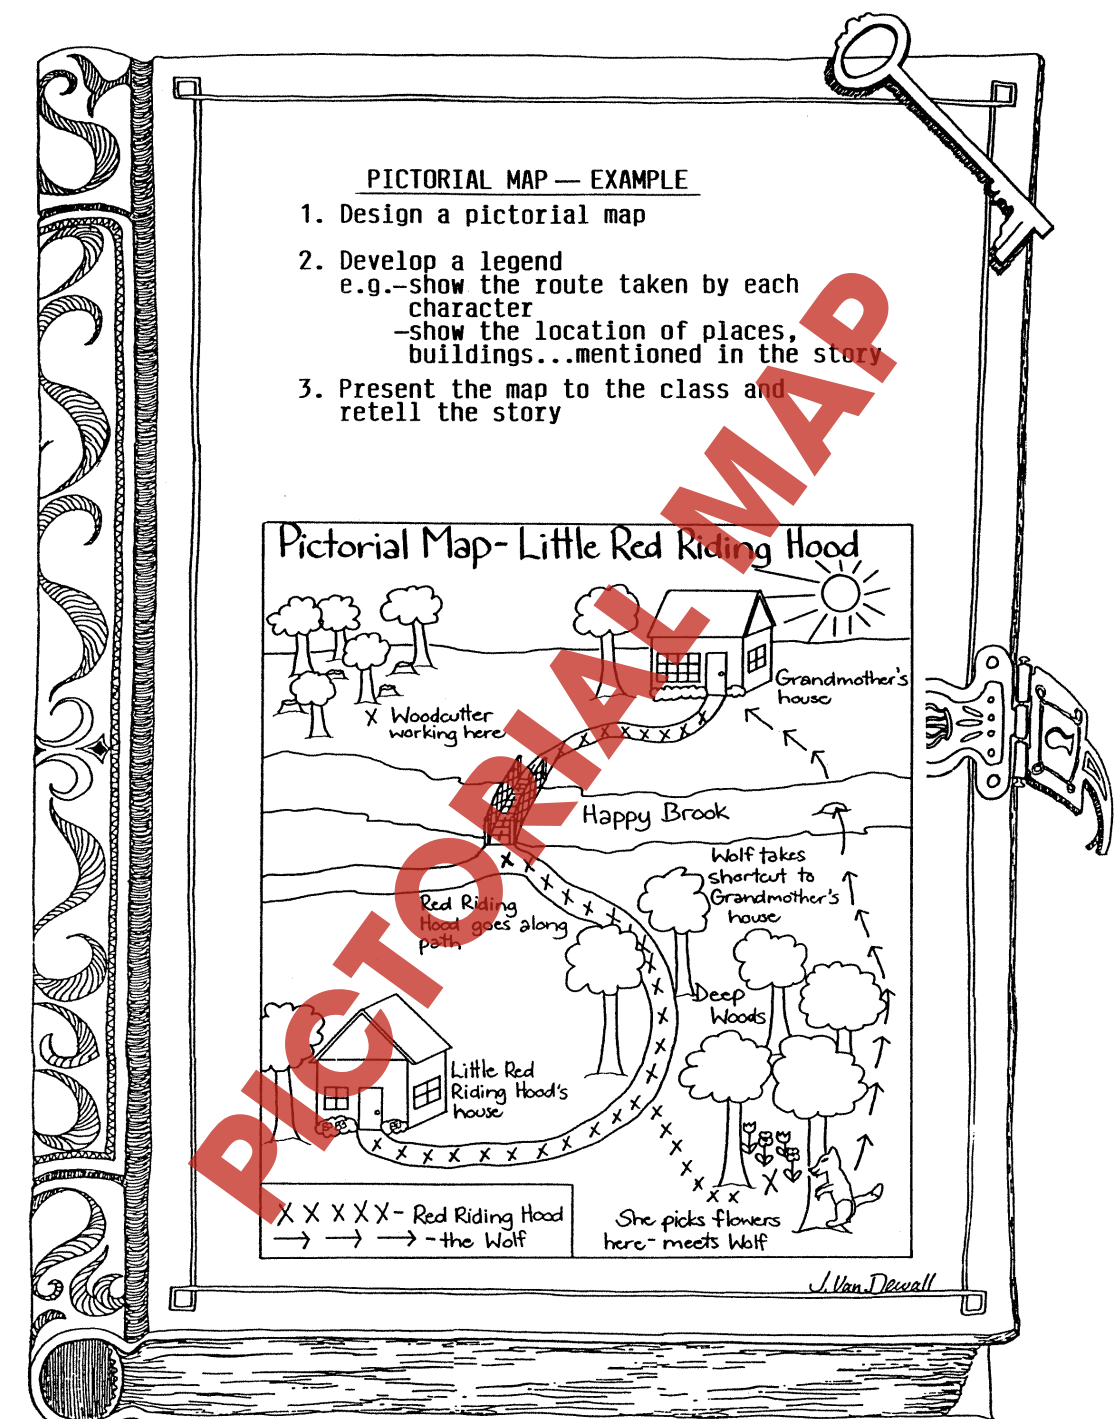 PICTORIAL MAP — EXAMPLE
1. Design a pictorial map
2. Develop a legend
e.g.—show the route taken by each
character
—show the location of places,
buildings...mentioned in the story
3. Present the map to the class and
retell the story
PICTORIAL MAP
Pictorial Map- Little Red Riding Hood
Grandmother's
house
X Woodcutter
working here
Happy Brook
Wolf takes
shortcut to
Grandmother's
house
Red Riding
Hood goes along
path
Deep
Woods
Little Red
Riding Hood's
house
X X X X X - Red Riding Hood
→ → → - the Wolf
She picks flowers
here - meets Wolf
J. Van Dewall